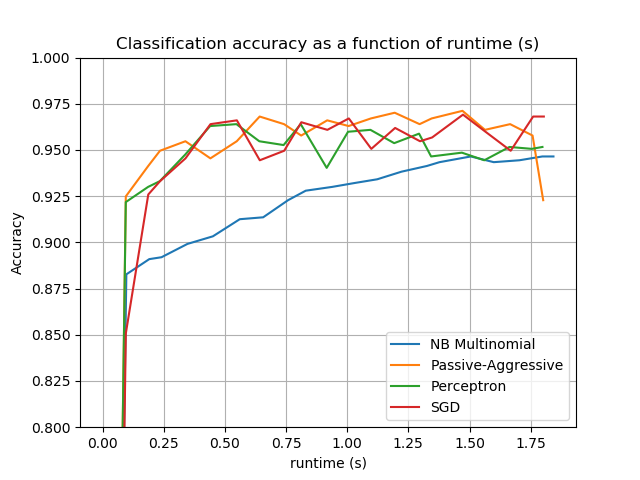 Classification accuracy as a function of runtime (s)
1.000
0.975
0.950
0.925
0.900
0.875
0.850
0.825
0.800
Accuracy
NB Multinomial
Passive-Aggressive
Perceptron
SGD
0.00 0.25 0.50 0.75 1.00 1.25 1.50 1.75
runtime (s)